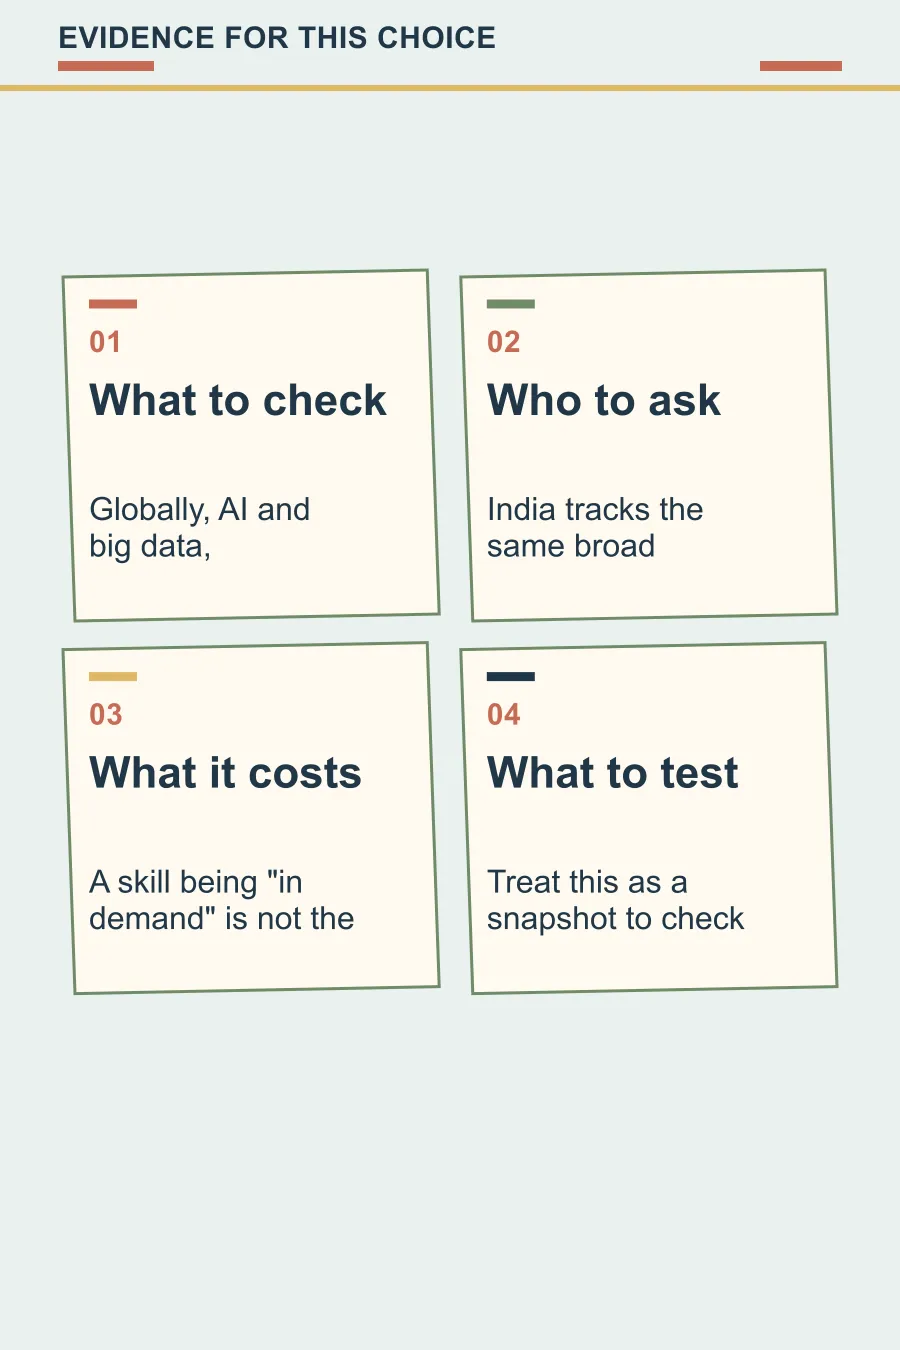 EVIDENCE FOR THIS CHOICE
01
What to check
Globally, AI and
big data,
02
Who to ask
India tracks the
same broad
03
What it costs
A skill being "in
demand" is not the
04
What to test
Treat this as a
snapshot to check